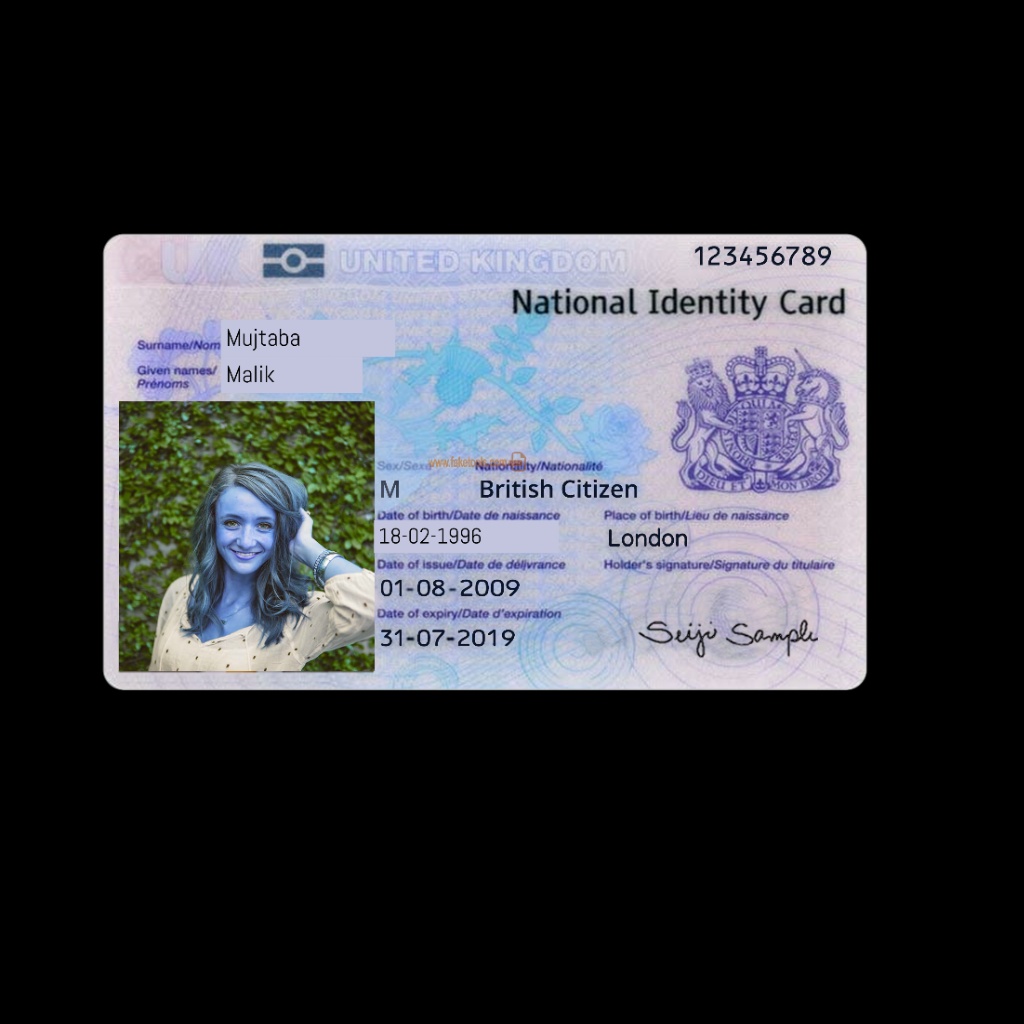 UNITED KINGDOM
123456789
National Identity Card
Surname/Nom
Mujtaba
Given names/
Prénoms
Malik
Sex/Sexe
Nationality/Nationalité
M
British Citizen
Date of birth/Date de naissance
Place of birth/Lieu de naissance
18-02-1996
London
Date of issue/Date de délivrance
Holder's signature/Signature du titulaire
01-08-2009
Date of expiry/Date d'expiration
31-07-2019
Seiji Sample
DIEU ET MON DROIT